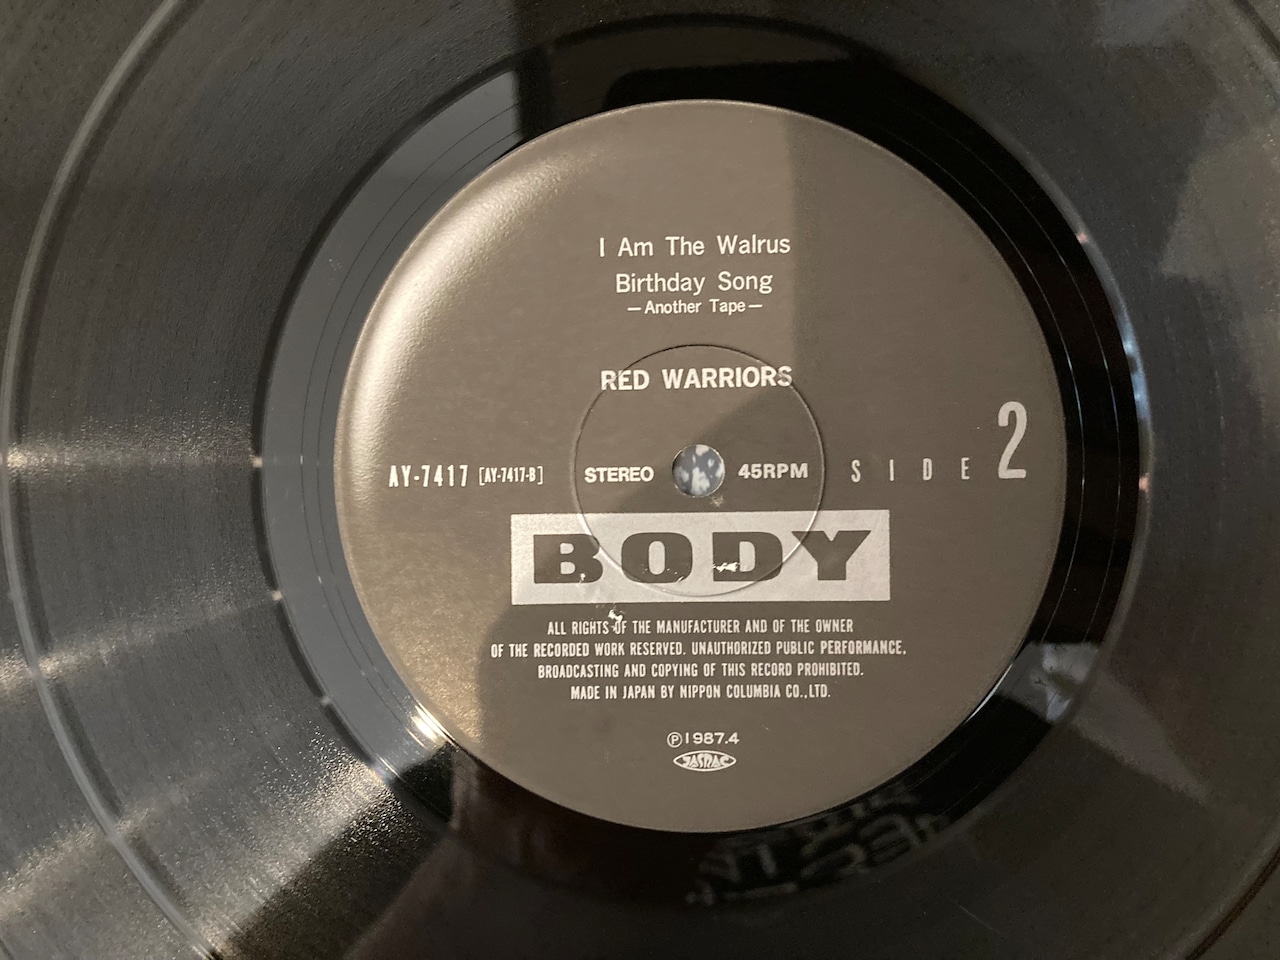 I Am The Walrus
Birthday Song
—Another Tape—
RED WARRIORS
AY-7417 [AY-7417-B]
STEREO
45RPM
SIDE 2
BODY
ALL RIGHTS OF THE MANUFACTURER AND OF THE OWNER
OF THE RECORDED WORK RESERVED. UNAUTHORIZED PUBLIC PERFORMANCE,
BROADCASTING AND COPYING OF THIS RECORD PROHIBITED.
MADE IN JAPAN BY NIPPON COLUMBIA CO.,LTD.
℗1987.4
JASRAC